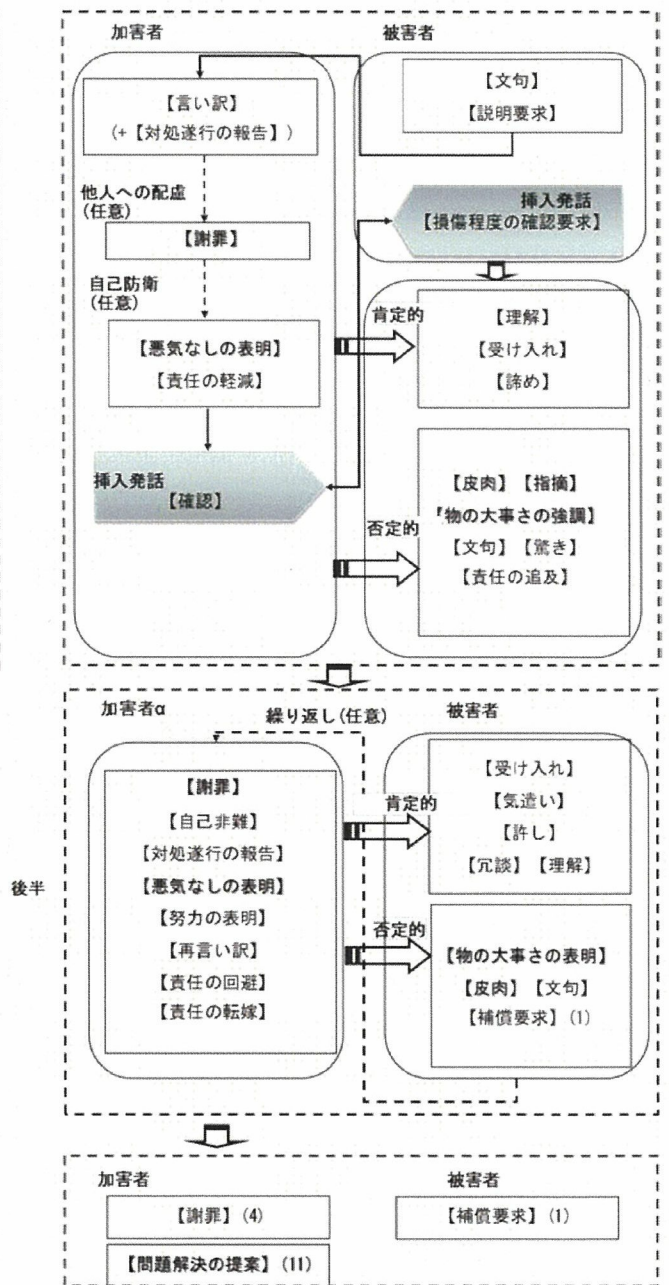 加害者
被害者
【言い訳】
(+【対処遂行の報告】)
【文句】
【説明要求】
他人への配慮
(任意)
挿入発話
【損傷程度の確認要求】
【謝罪】
自己防衛
(任意)
【悪気なしの表明】
【責任の軽減】
肯定的
【理解】
【受け入れ】
【諦め】
挿入発話
【確認】
否定的
【皮肉】【指摘】
『物の大事さの強調】
【文句】【驚き】
【責任の追及】
加害者α
繰り返し(任意)
被害者
後半
【謝罪】
【自己非難】
【対処遂行の報告】
【悪気なしの表明】
【努力の表明】
【再言い訳】
【責任の回避】
【責任の転嫁】
肯定的
【受け入れ】
【気遣い】
【許し】
【冗談】【理解】
否定的
【物の大事さの表明】
【皮肉】【文句】
【補償要求】(1)
加害者
被害者
【謝罪】(4)
【補償要求】(1)
【問題解決の提案】(11)